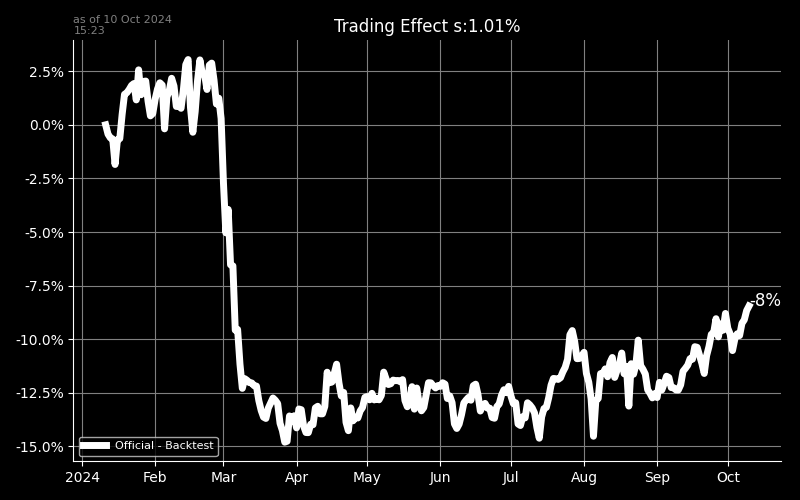 as of 10 Oct 2024
15:23
Trading Effect s:1.01%
2.5%
0.0%
-2.5%
-5.0%
-7.5%
-8%
-10.0%
-12.5%
-15.0%
Official - Backtest
2024 Feb Mar Apr May Jun Jul Aug Sep Oct